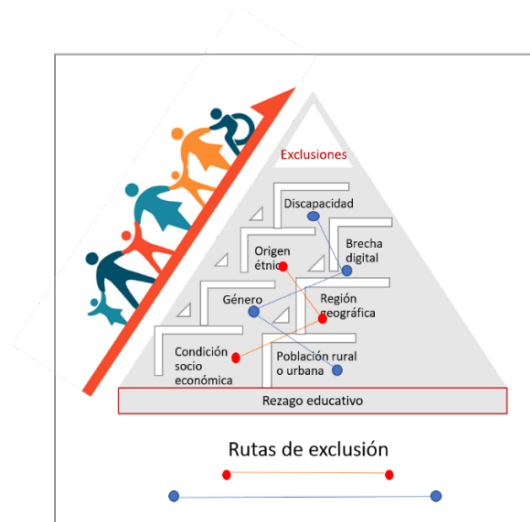 Exclusiones
Discapacidad
Brecha
digital
Origen
étnico
Región
geográfica
Género
Condición
socio
económica
Población rural
o urbana
Rezago educativo
Rutas de exclusión